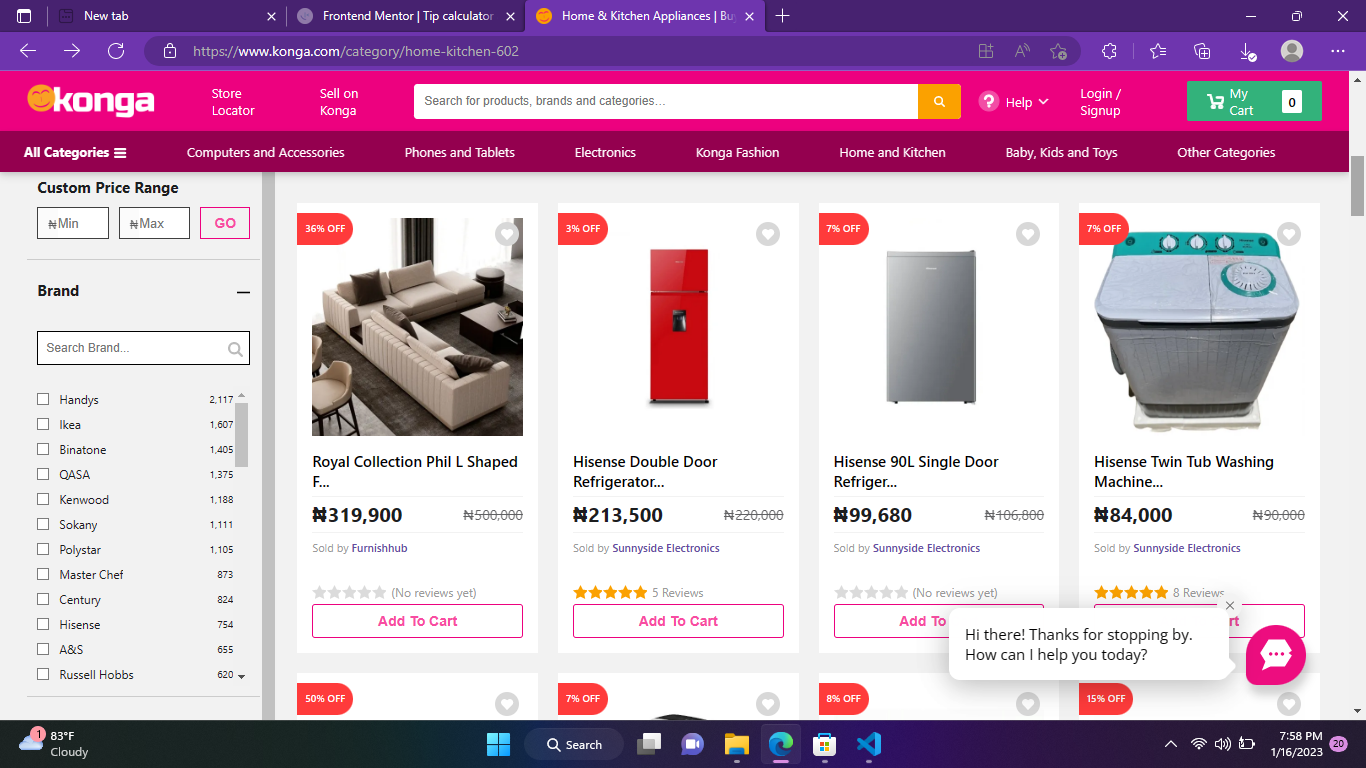 New tab
Frontend Mentor | Tip calculator
Home & Kitchen Appliances | Bu
https://www.konga.com/category/home-kitchen-602
konga
Store Locator
Sell on Konga
Search for products, brands and categories...
Help
Login / Signup
My Cart
0
All Categories
Computers and Accessories
Phones and Tablets
Electronics
Konga Fashion
Home and Kitchen
Baby, Kids and Toys
Other Categories
Custom Price Range
₦Min
₦Max
GO
Brand
Search Brand...
Handys 2,117
Ikea 1,607
Binatone 1,405
QASA 1,375
Kenwood 1,188
Sokany 1,111
Polystar 1,105
Master Chef 873
Century 824
Hisense 754
A&S 655
Russell Hobbs 620
36% OFF
Royal Collection Phil L Shaped
F...
₦319,900 ₦500,000
Sold by Furnishhub
(No reviews yet)
Add To Cart
3% OFF
Hisense Double Door
Refrigerator...
₦213,500 ₦220,000
Sold by Sunnyside Electronics
5 Reviews
Add To Cart
7% OFF
Hisense 90L Single Door
Refriger...
₦99,680 ₦106,800
Sold by Sunnyside Electronics
(No reviews yet)
Add To
7% OFF
Hisense Twin Tub Washing
Machine...
₦84,000 ₦90,000
Sold by Sunnyside Electronics
8 Reviews
rt
Hi there! Thanks for stopping by.
How can I help you today?
50% OFF
7% OFF
8% OFF
15% OFF
1
83°F
Cloudy
Search
7:58 PM
1/16/2023
20